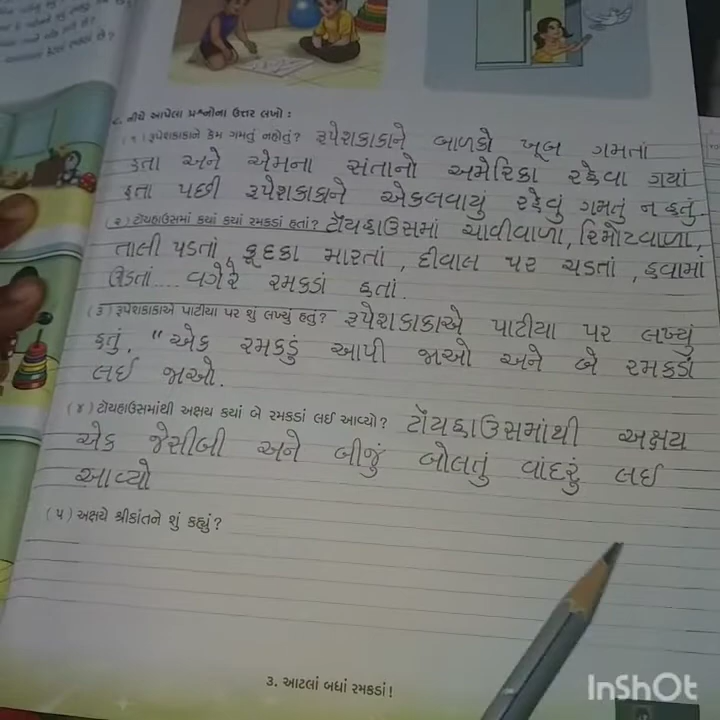 ૮. નીચે આપેલા પ્રશ્નોના ઉત્તર લખો :
(૧) રૂપેશકાકાને કેમ ગમતું નહોતું? રૂપેશકાકાને બાળકો ખૂબ ગમતાં
હતા અને એમના સંતાનો અમેરિકા રહેવા ગયાં
હતા પછી રૂપેશકાકાને એકલવાયું રહેવું ગમતું ન હતું.
(૨) ટૉયહાઉસમાં કયાં કયાં રમકડાં હતાં? ટૉયહાઉસમાં ચાવીવાળા, રિમોટવાળા,
તાલી પડતાં, કૂદકા મારતાં, દીવાલ પર ચડતાં, હવામાં
ઊડતાં.... વગેરે રમકડાં હતાં.
(૩) રૂપેશકાકાએ પાટીયા પર શું લખ્યું હતું? રૂપેશકાકાએ પાટીયા પર લખ્યું
હતું, "એક રમકડું આપી જાઓ અને બે રમકડાં
લઈ જાઓ.
(૪) ટૉયહાઉસમાંથી અક્ષય કયાં બે રમકડાં લઈ આવ્યો? ટૉયહાઉસમાંથી અક્ષય
એક જેસીબી અને બીજું બોલતું વાંદરું લઈ
આવ્યો
(૫) અક્ષયે શ્રીકાંતને શું કહ્યું?
૩. આટલાં બધાં રમકડાં!
InShOt